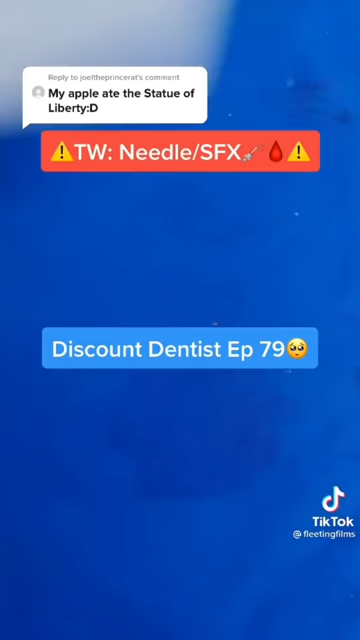 Reply to joeltheprincerat's comment
My apple ate the Statue of
Liberty:D
⚠️TW: Needle/SFX💉🩸⚠️
Discount Dentist Ep 79🥺
TikTok
@fleetingfilms